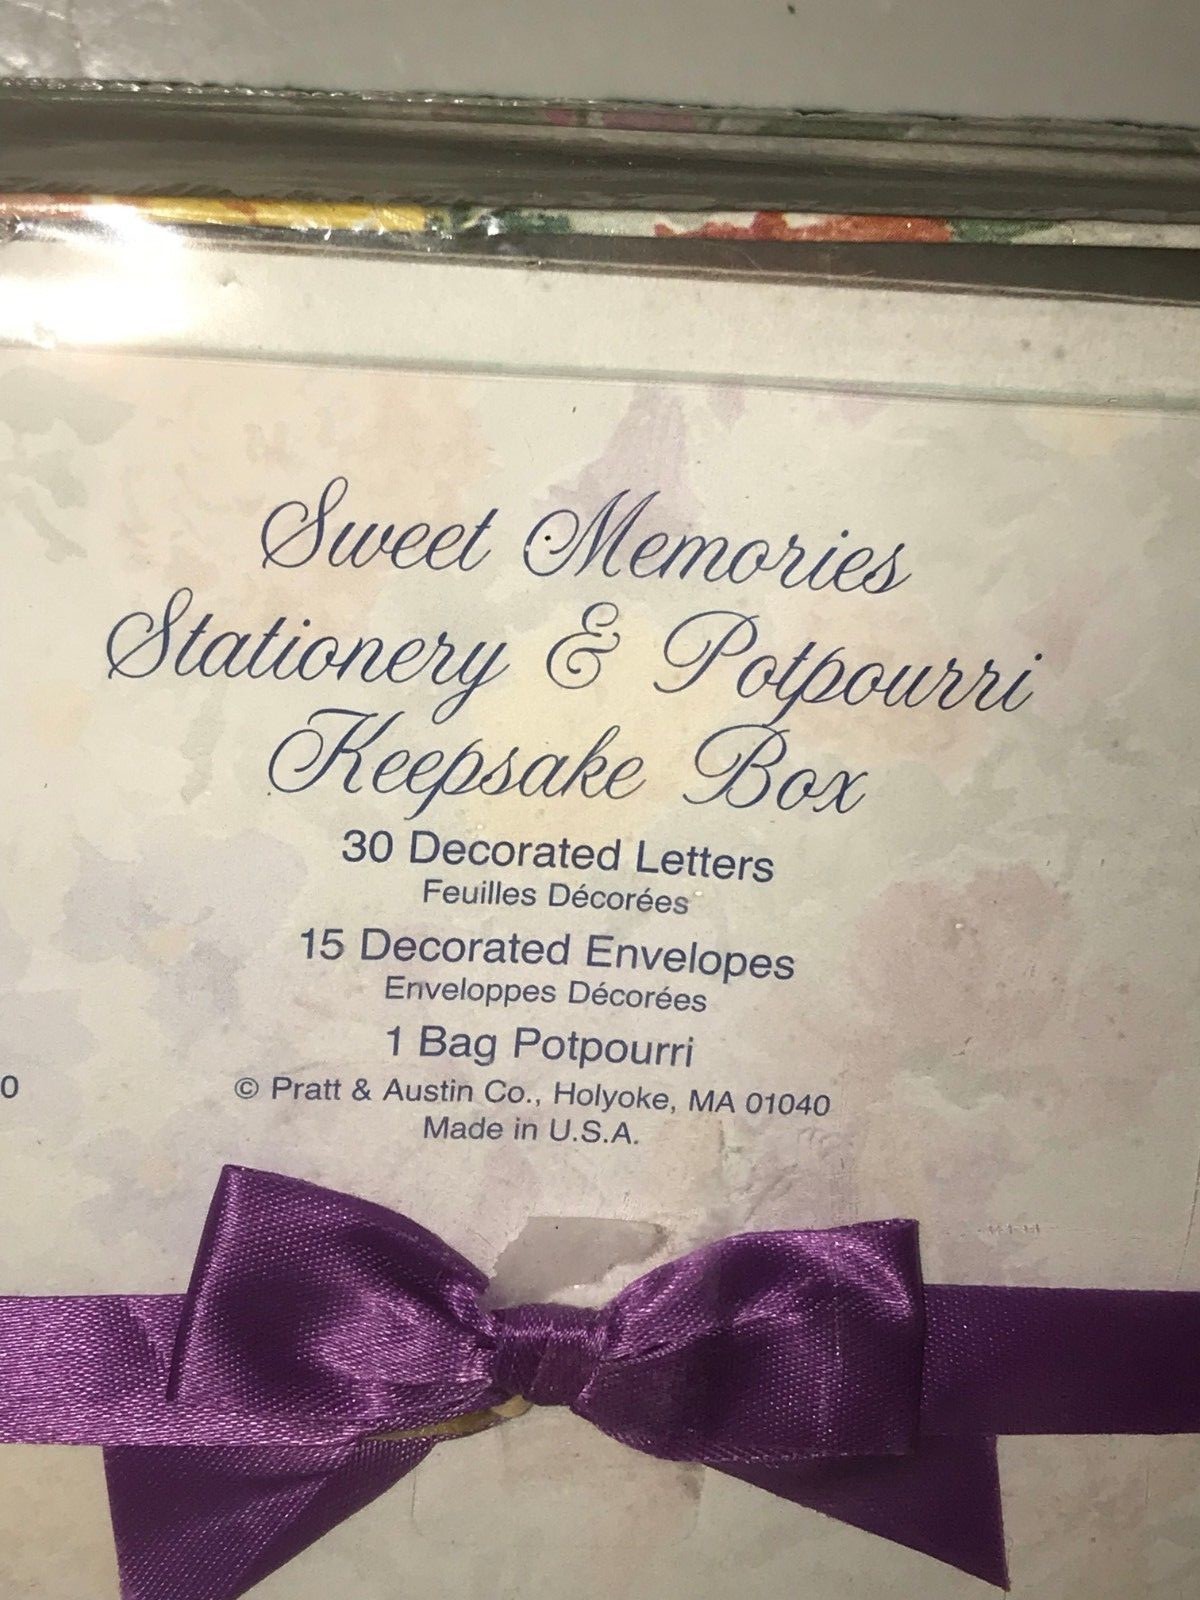 Sweet Memories
Stationery & Potpourri
Keepsake Box
30 Decorated Letters
Feuilles Décorées
15 Decorated Envelopes
Enveloppes Décorées
1 Bag Potpourri
© Pratt & Austin Co., Holyoke, MA 01040
Made in U.S.A.
0